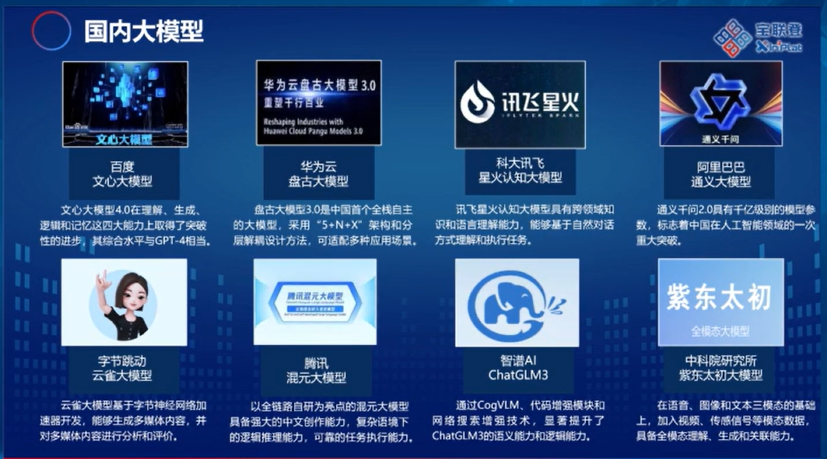 国内大模型
宝联登
XiniPlat
文心大模型
华为云盘古大模型 3.0
重塑千行百业
Reshaping Industries with
Huawei Cloud Pangu Models 3.0
讯飞星火
IFLYTEK SPARK
通义千问
百度
文心大模型
华为云
盘古大模型
科大讯飞
星火认知大模型
阿里巴巴
通义大模型
文心大模型4.0在理解、生成、
逻辑和记忆这四大能力上取得了突破
性的进步，其综合水平与GPT-4相当。
盘古大模型3.0是中国首个全栈自主
的大模型，采用“5+N+X”架构和分
层解耦设计方法，可适配多种应用场景。
讯飞星火认知大模型具有跨领域知
识和语言理解能力，能够基于自然对话
方式理解和执行任务。
通义千问2.0具有千亿级别的模型参
数，标志着中国在人工智能领域的一次
重大突破。
腾讯混元大模型
紫东太初
全模态大模型
字节跳动
云雀大模型
腾讯
混元大模型
智谱AI
ChatGLM3
中科院研究所
紫东太初大模型
云雀大模型基于字节神经网络加
速器开发，能够生成多媒体内容，并
对多媒体内容进行分析和评价。
以全链路自研为亮点的混元大模型
具备强大的中文创作能力，复杂语境下
的逻辑推理能力，可靠的任务执行能力。
通过CogVLM、代码增强模块和
网络搜索增强技术，显著提升了
ChatGLM3的语义能力和逻辑能力。
在语音、图像和文本三模态的基础
上，加入视频、传感信号等模态数据，
具备全模态理解、生成和关联能力。